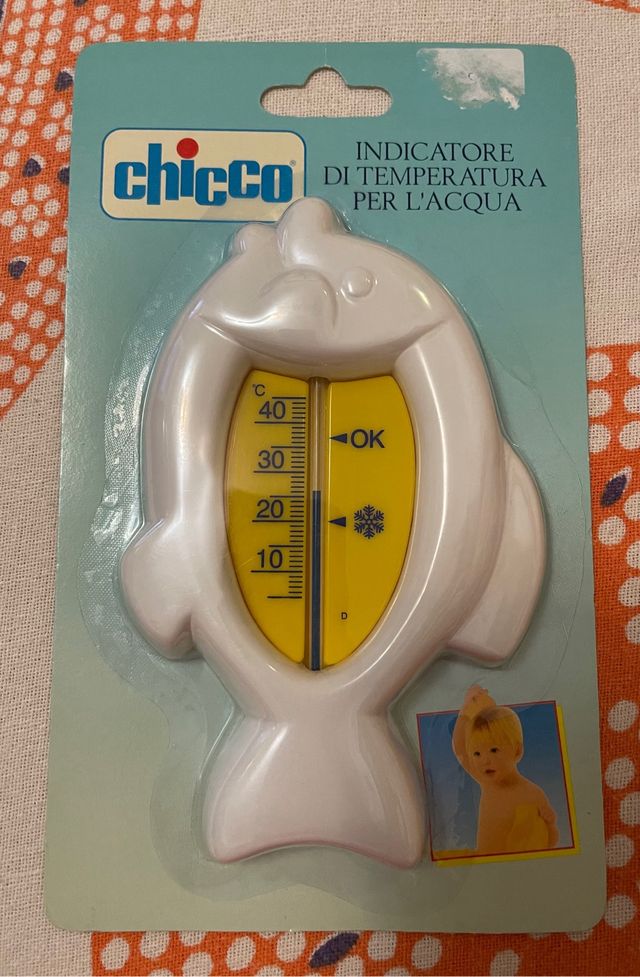 chicco®
INDICATORE
DI TEMPERATURA
PER L'ACQUA
°C
40
OK
30
20
10
D